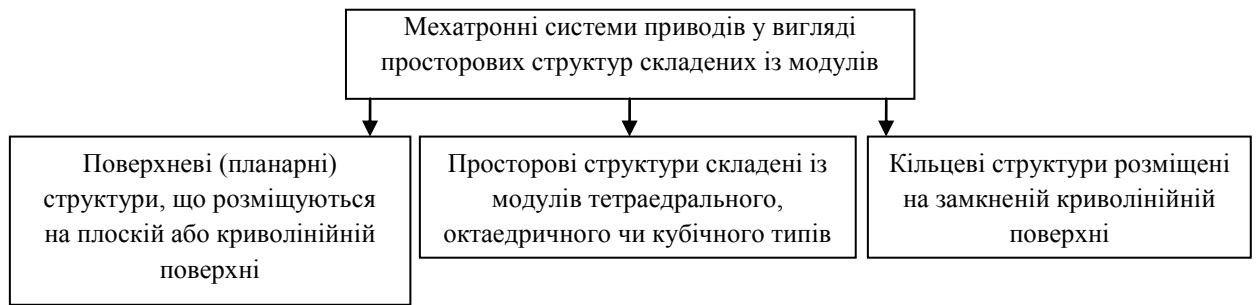 Мехатронні системи приводів у вигляді
просторових структур складених із модулів
Поверхневі (планарні)
структури, що розміщуються
на плоскій або криволінійній
поверхні
Просторові структури складені із
модулів тетраедрального,
октаедричного чи кубічного типів
Кільцеві структури розміщені
на замкненій криволінійній
поверхні